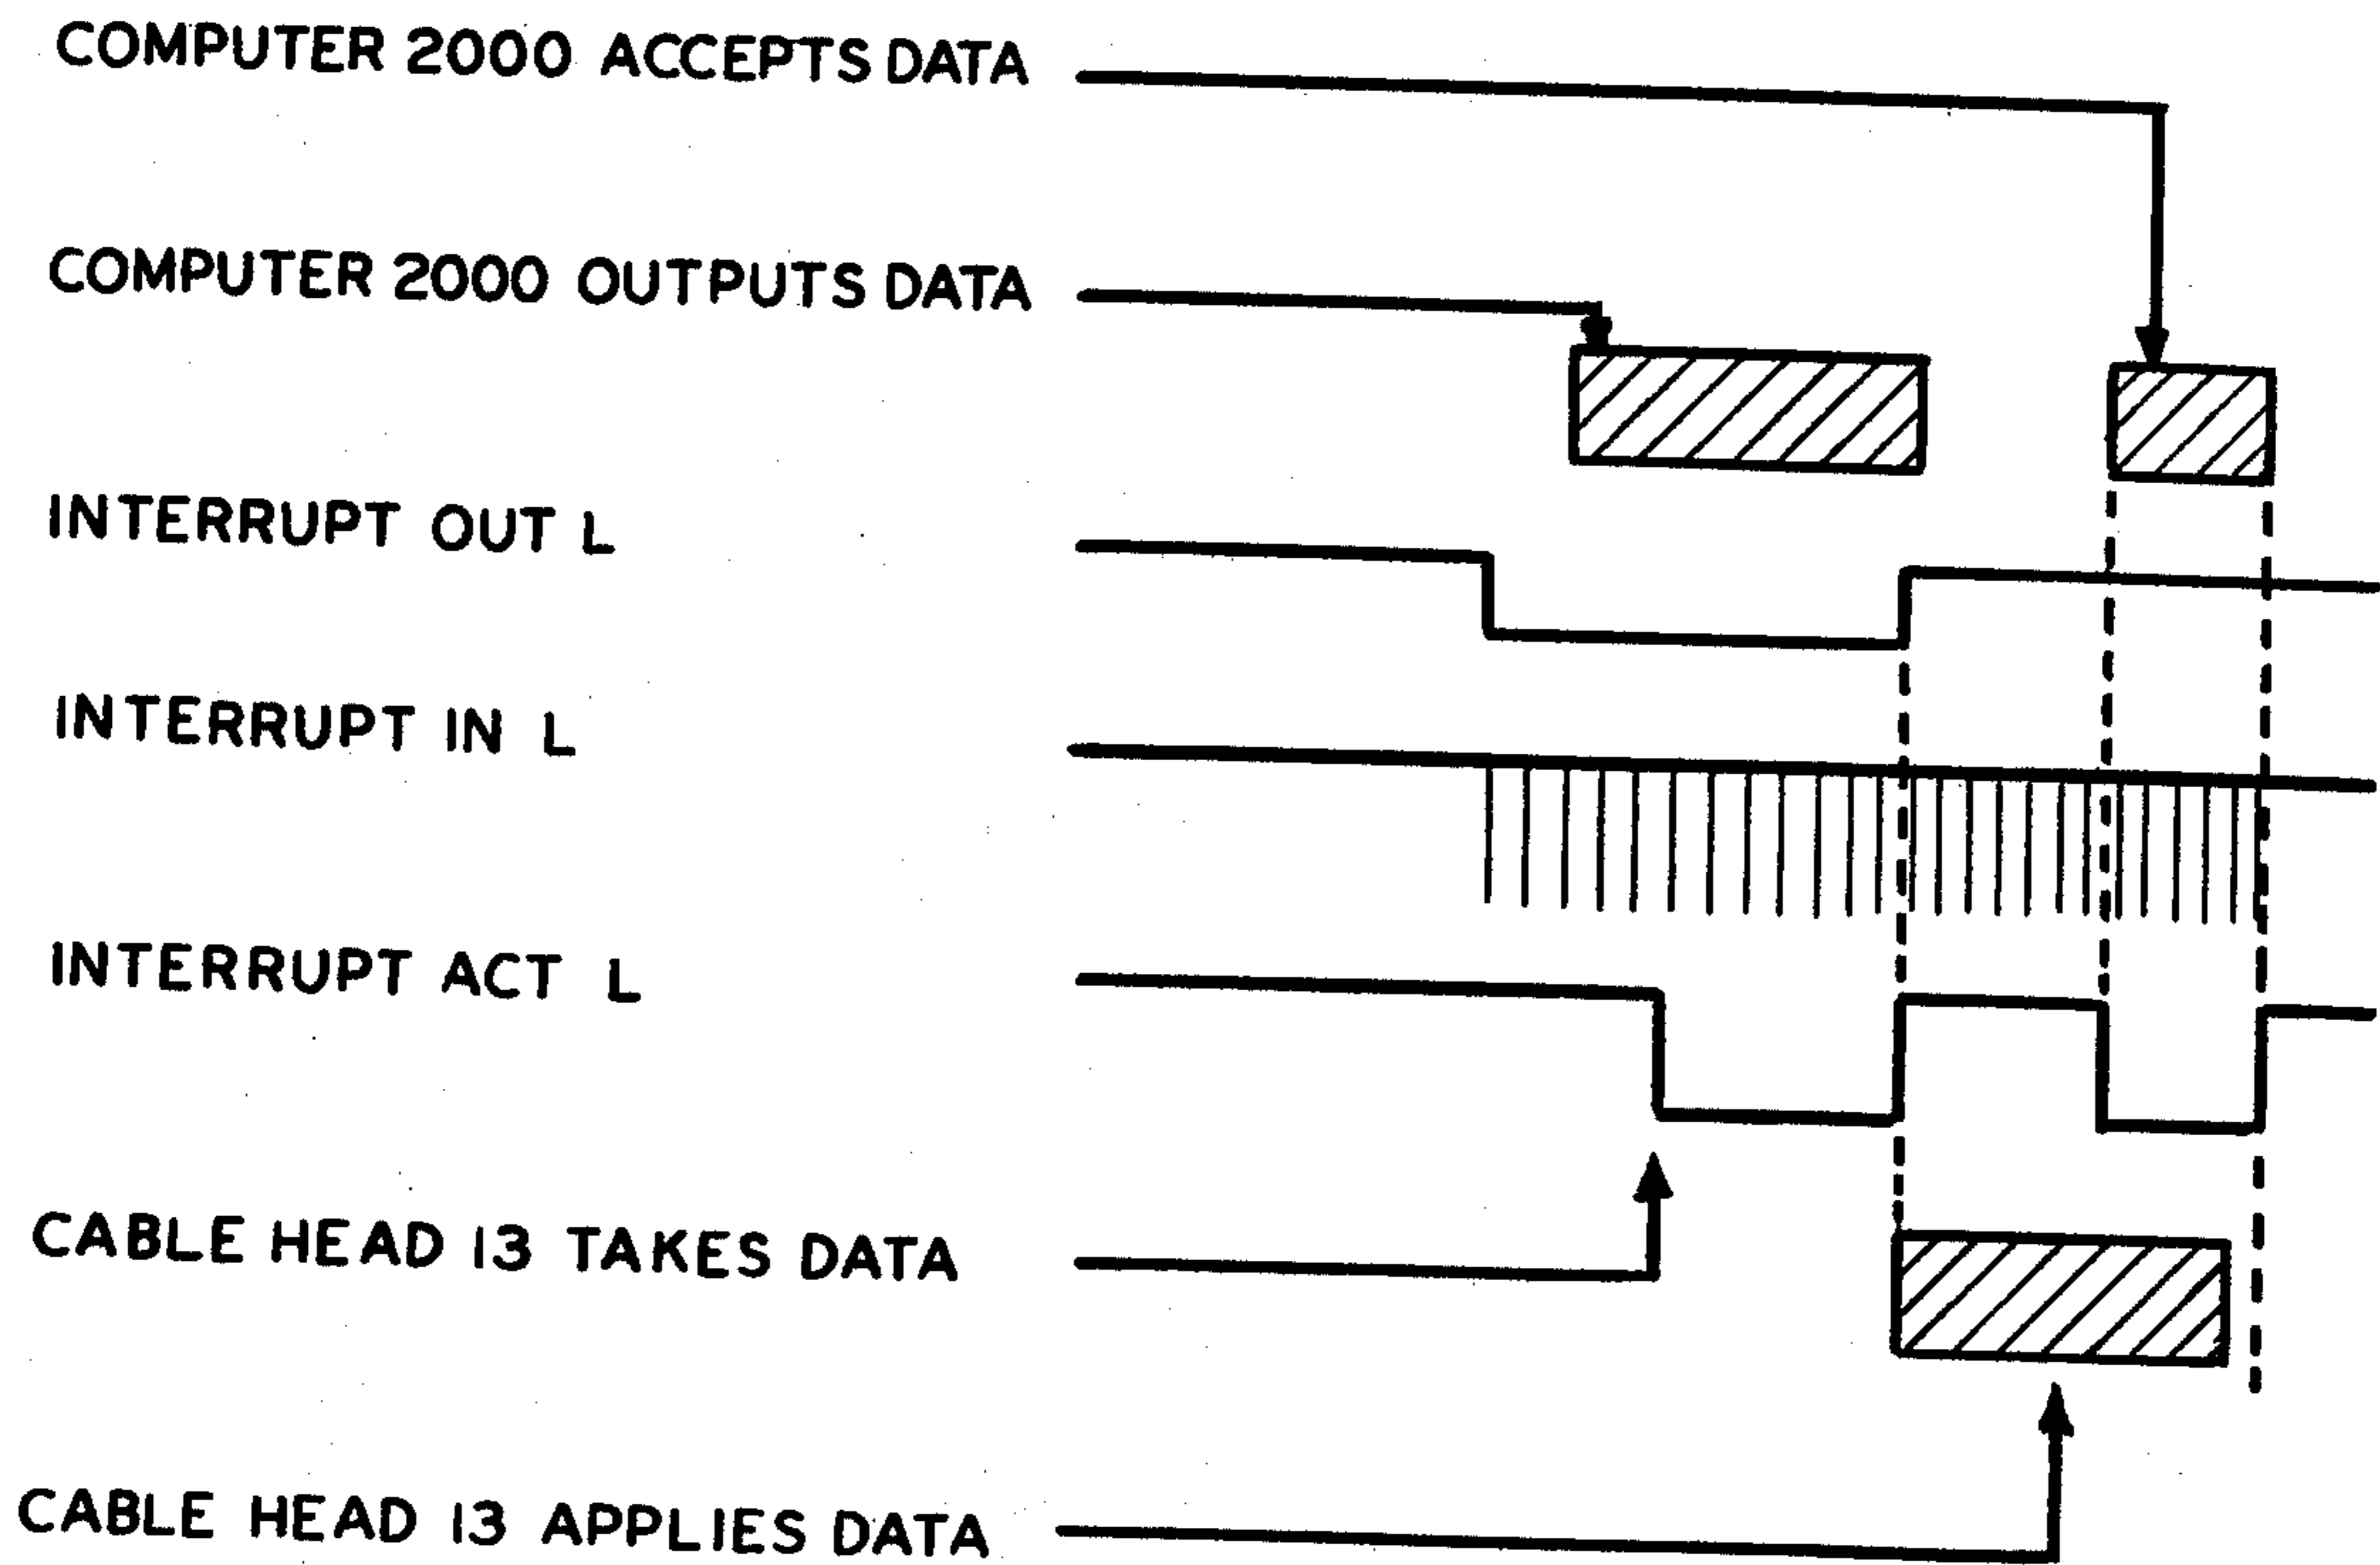 COMPUTER 2000 ACCEPTS DATA
COMPUTER 2000 OUTPUTS DATA
INTERRUPT OUT L
INTERRUPT IN L
INTERRUPT ACT L
CABLE HEAD 13 TAKES DATA
CABLE HEAD 13 APPLIES DATA